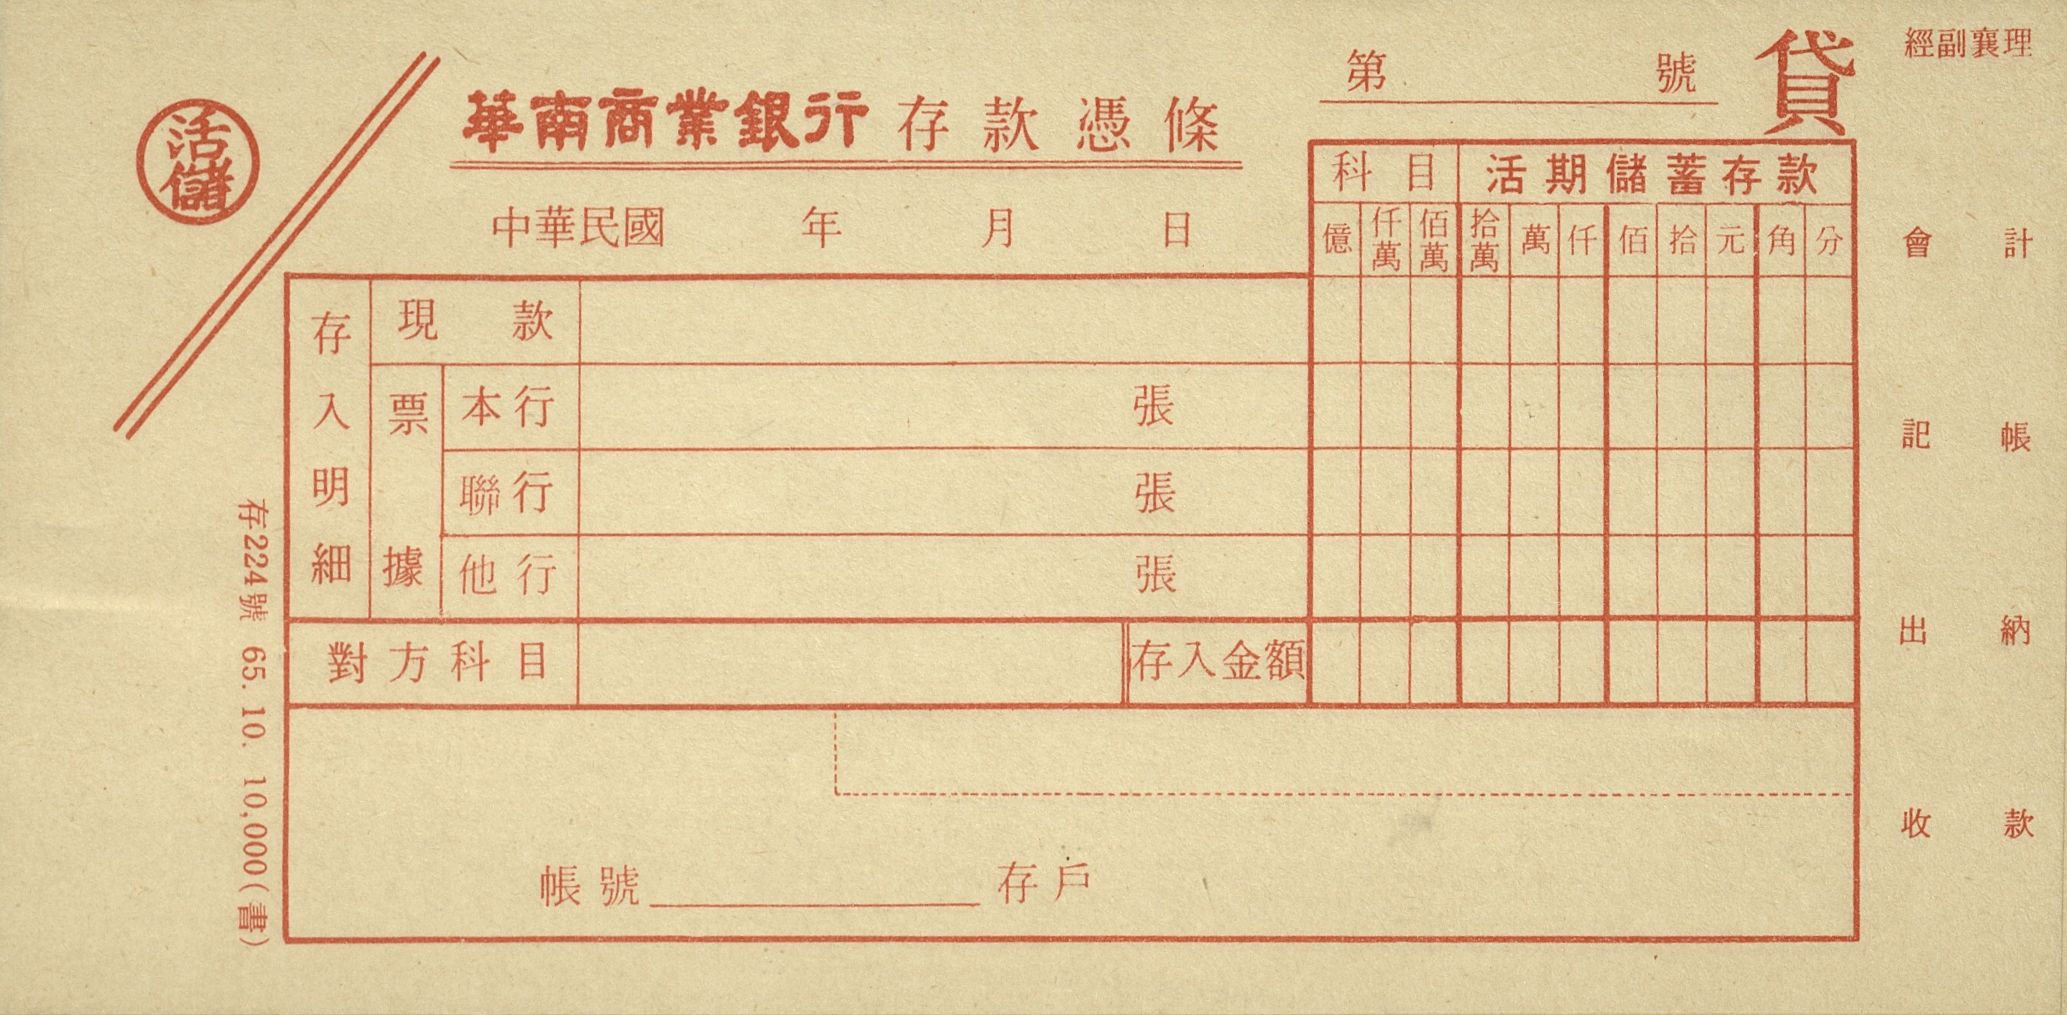 活儲
華南商業銀行存款憑條
第 號
貸
經副襄理
中華民國 年 月 日
科目 活期儲蓄存款
億 仟萬 佰萬 拾萬 萬 仟 佰 拾 元 角 分
存入明細
現款
票據
本行 張
聯行 張
他行 張
對方科目 存入金額
帳號 存戶
會計
記帳
出納
收款
存224號 65. 10. 10,000(書)